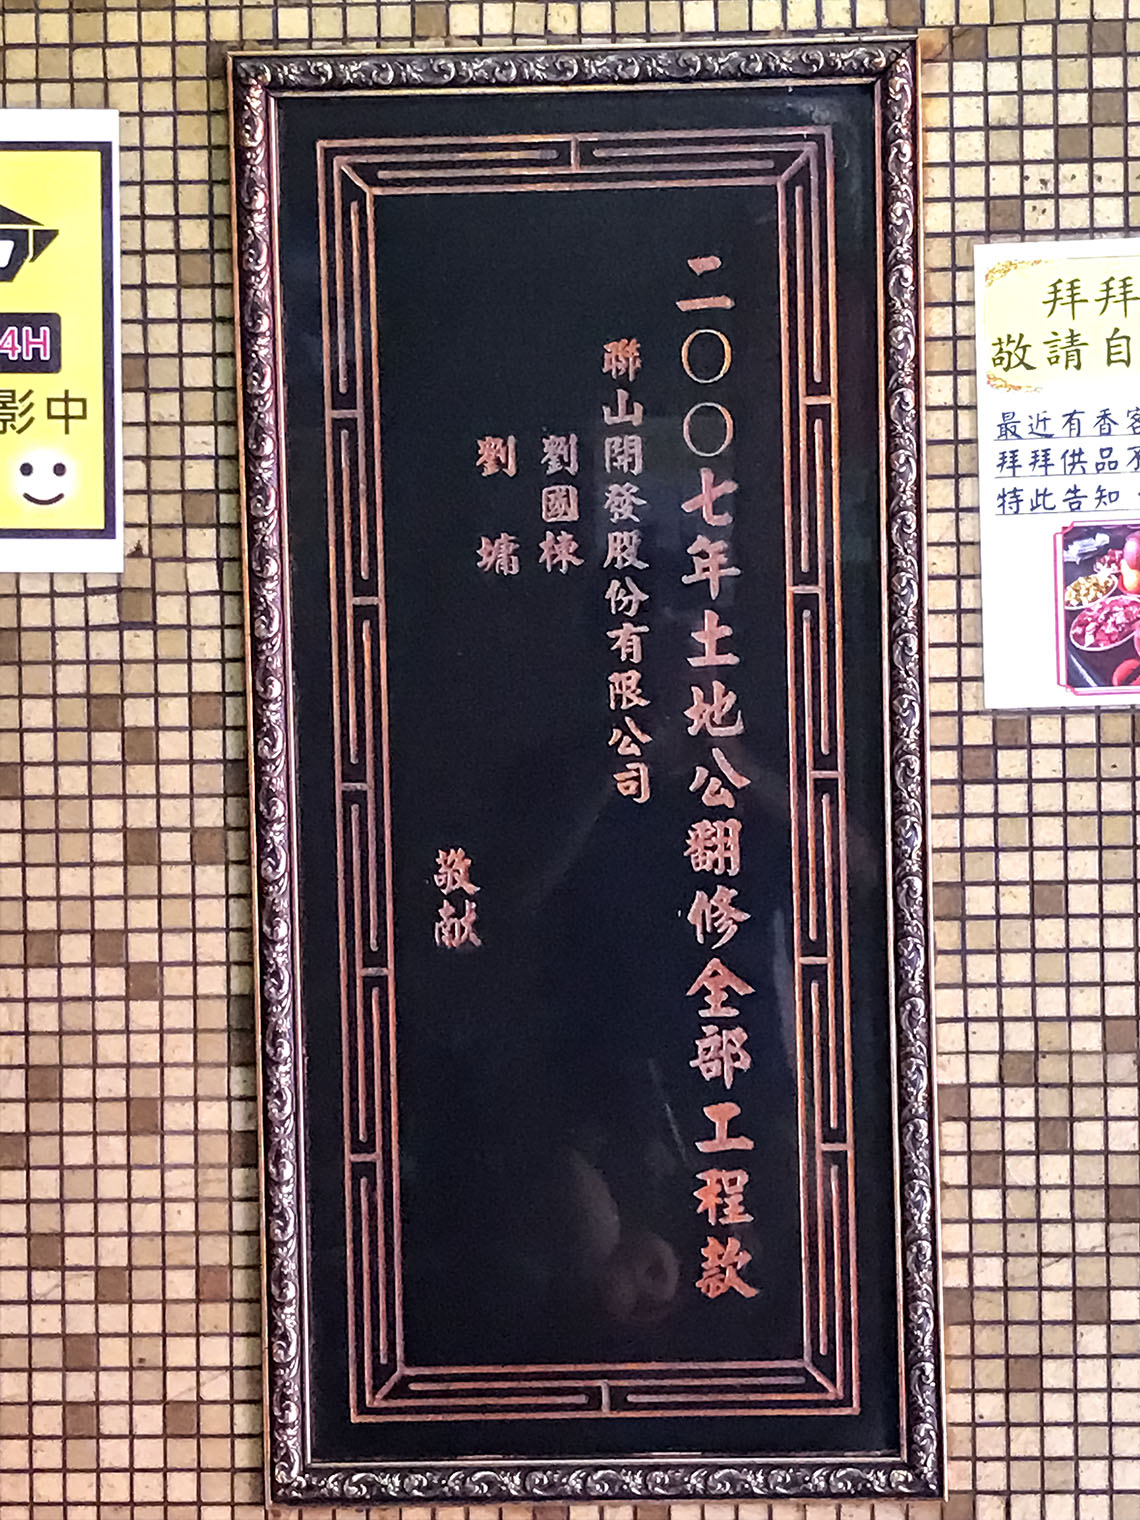 二〇〇七年土地公翻修全部工程款
聯山開發股份有限公司
劉國棟
劉墉
敬献
拜拜
敬請自
最近有香客
拜拜供品不
特此告知
4H
影中